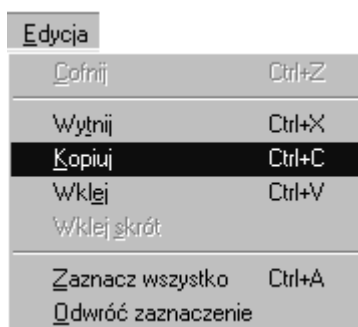 Edycja
Cofnij Ctrl+Z
Wytnij Ctrl+X
Kopiuj Ctrl+C
Wklej Ctrl+V
Wklej skrót
Zaznacz wszystko Ctrl+A
Odwróć zaznaczenie